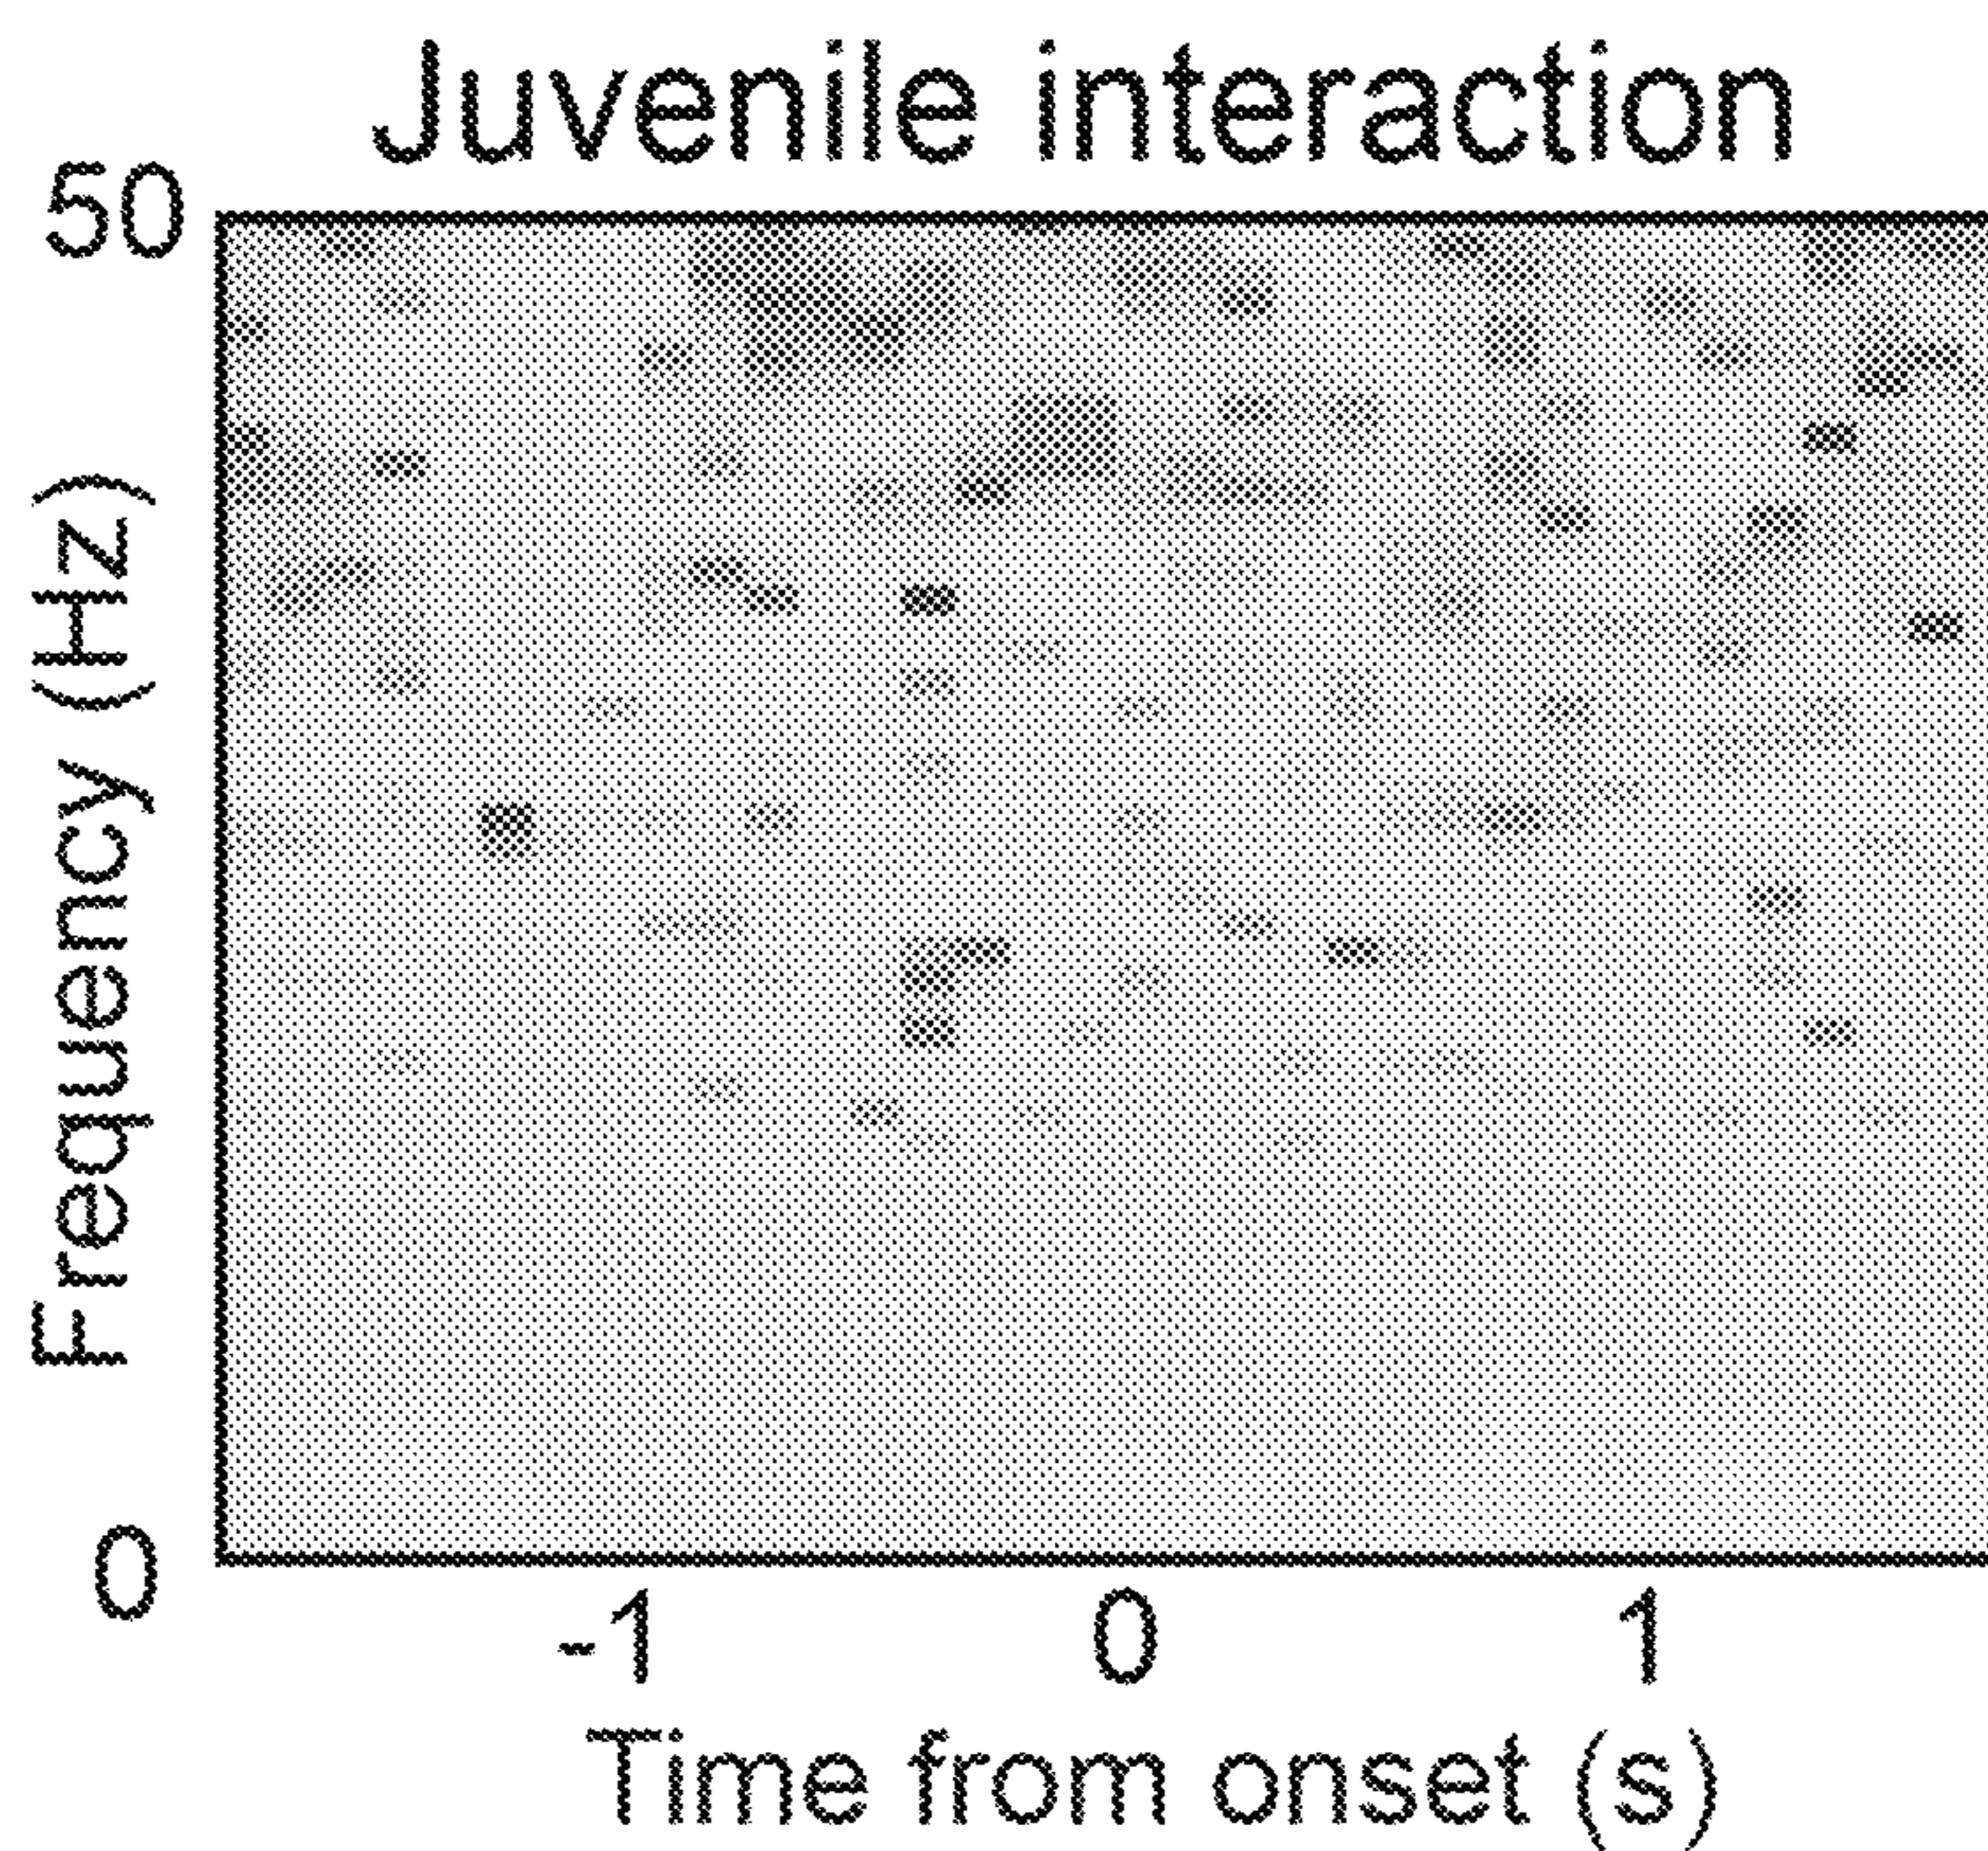 Juvenile interaction
50
Frequency (Hz)
0
-1 0 1
Time from onset (s)